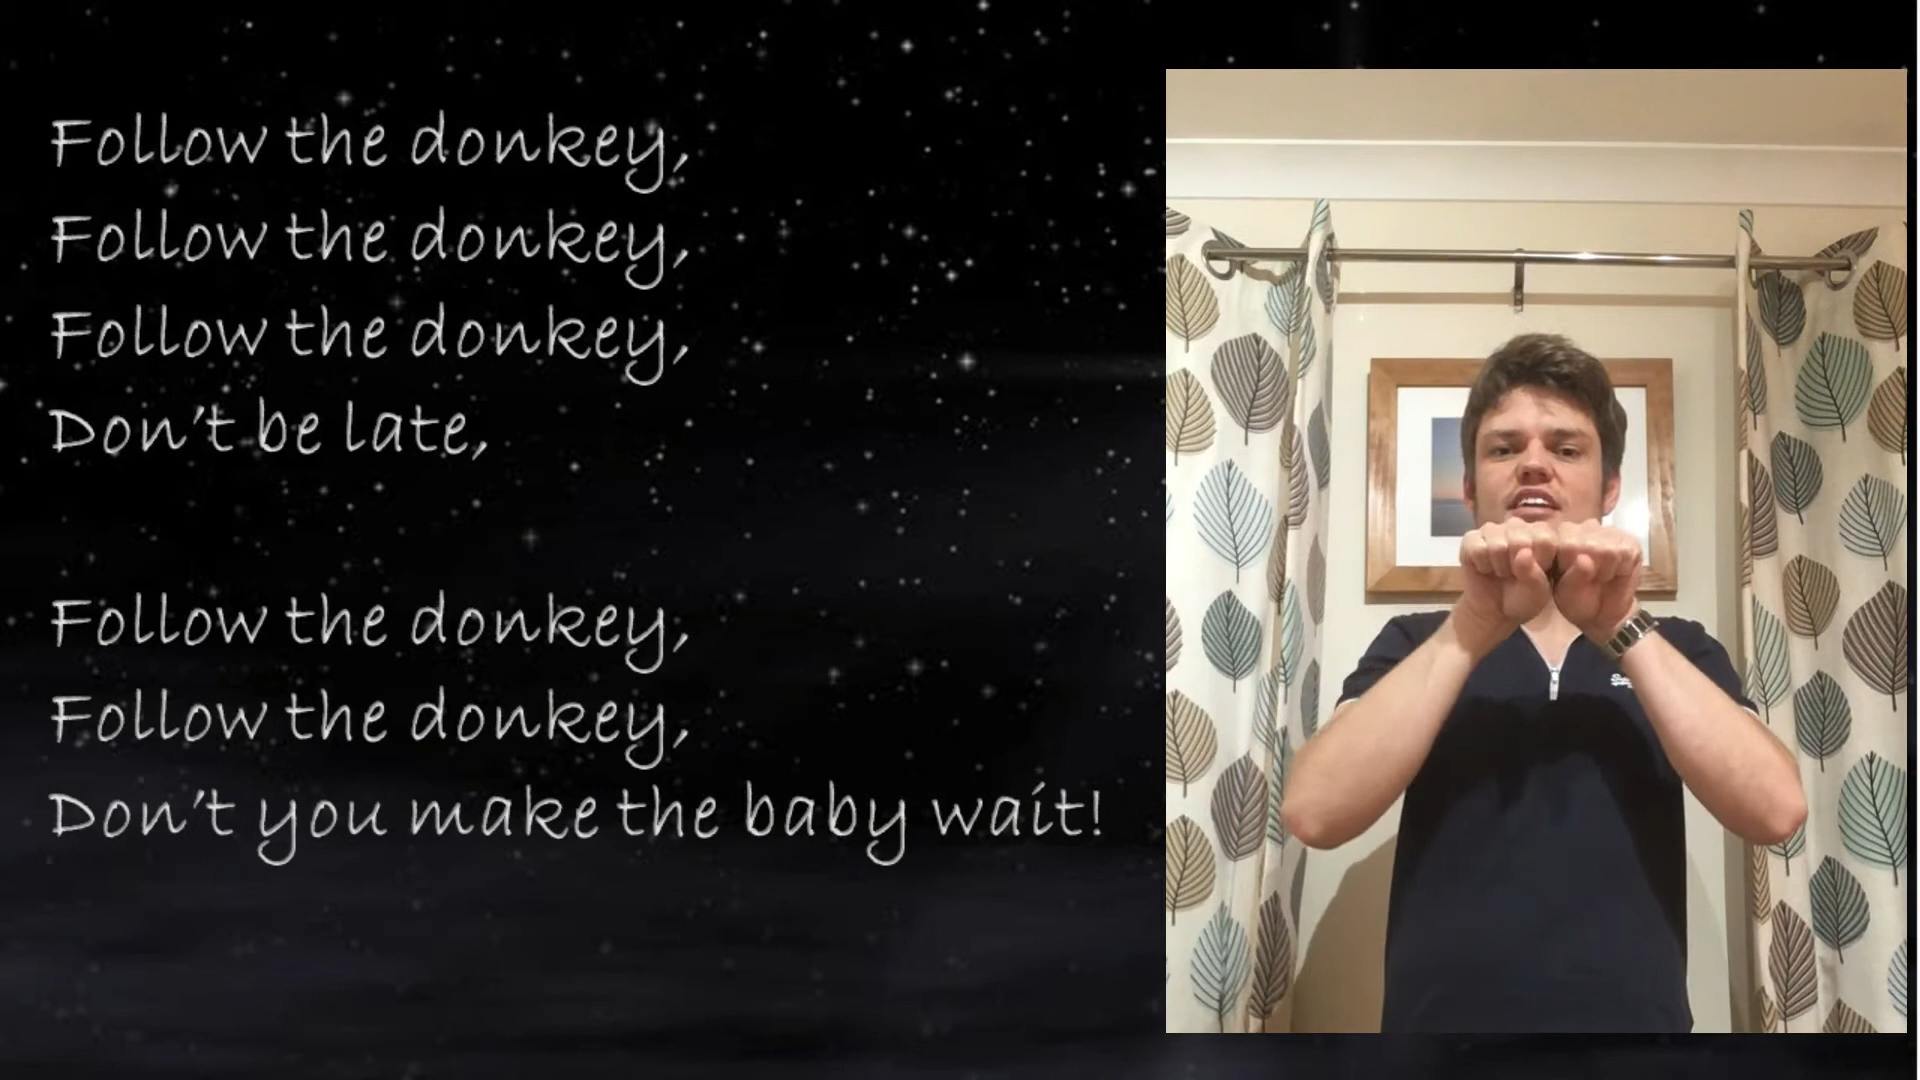 Follow the donkey,
Follow the donkey,
Follow the donkey,
Don't be late,
Follow the donkey,
Follow the donkey,
Don't you make the baby wait!